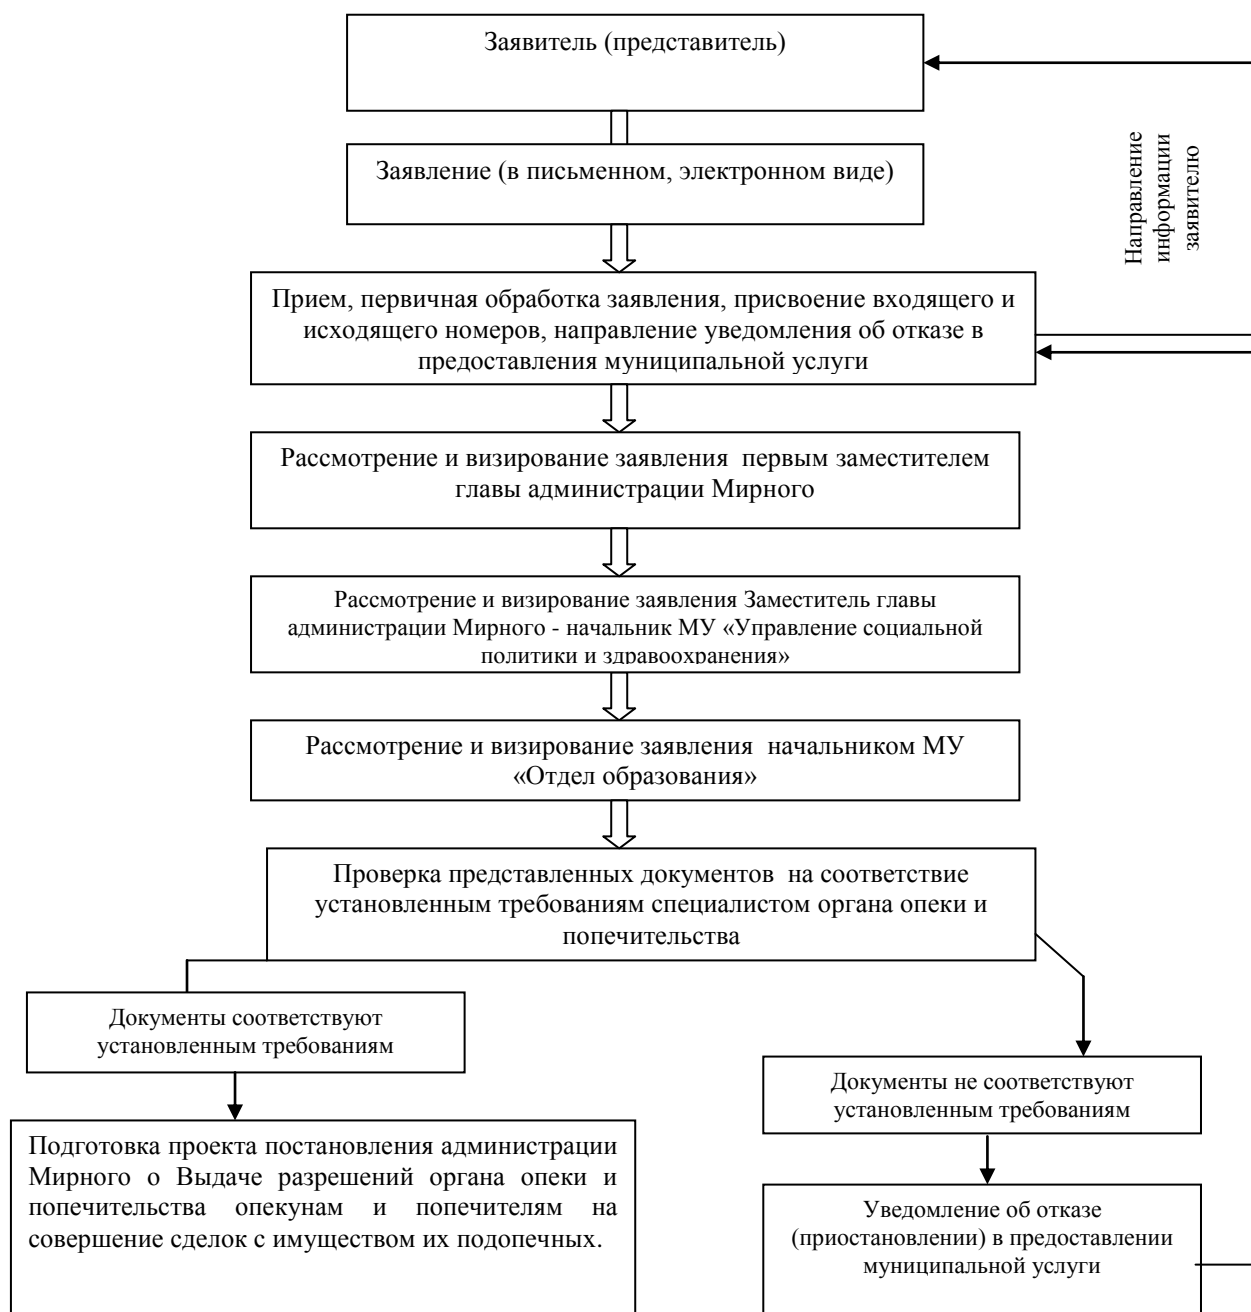 Заявитель (представитель)
Заявление (в письменном, электронном виде)
Направление
информации
заявителю
Прием, первичная обработка заявления, присвоение входящего и
исходящего номеров, направление уведомления об отказе в
предоставления муниципальной услуги
Рассмотрение и визирование заявления первым заместителем
главы администрации Мирного
Рассмотрение и визирование заявления Заместитель главы
администрации Мирного - начальник МУ «Управление социальной
политики и здравоохранения»
Рассмотрение и визирование заявления начальником МУ
«Отдел образования»
Проверка представленных документов на соответствие
установленным требованиям специалистом органа опеки и
попечительства
Документы соответствуют
установленным требованиям
Документы не соответствуют
установленным требованиям
Подготовка проекта постановления администрации
Мирного о Выдаче разрешений органа опеки и
попечительства опекунам и попечителям на
совершение сделок с имуществом их подопечных.
Уведомление об отказе
(приостановлении) в предоставлении
муниципальной услуги